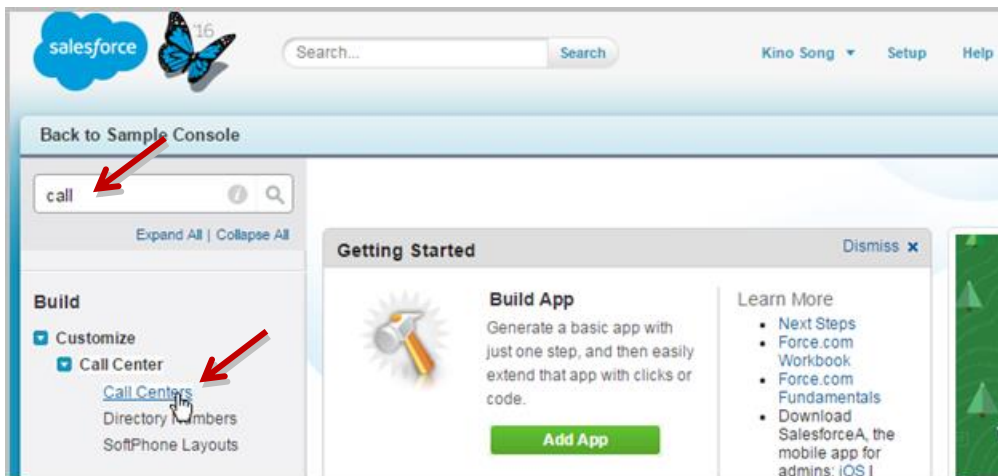 salesforce
'16
Search...
Search
Kino Song
Setup
Help
Back to Sample Console
call
Expand All | Collapse All
Build
Customize
Call Center
Call Centers
Directory Numbers
SoftPhone Layouts
Getting Started
Dismiss x
Build App
Generate a basic app with
just one step, and then easily
extend that app with clicks or
code.
Add App
Learn More
Next Steps
Force.com
Workbook
Force.com
Fundamentals
Download
SalesforceA, the
mobile app for
admins: iOS |